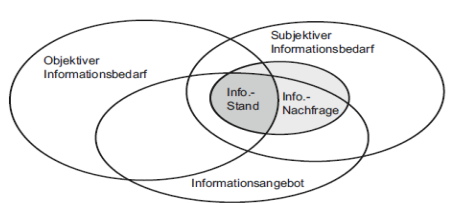 Objektiver
Informationsbedarf
Subjektiver
Informationsbedarf
Info.-
Stand
Info.-
Nachfrage
Informationsangebot